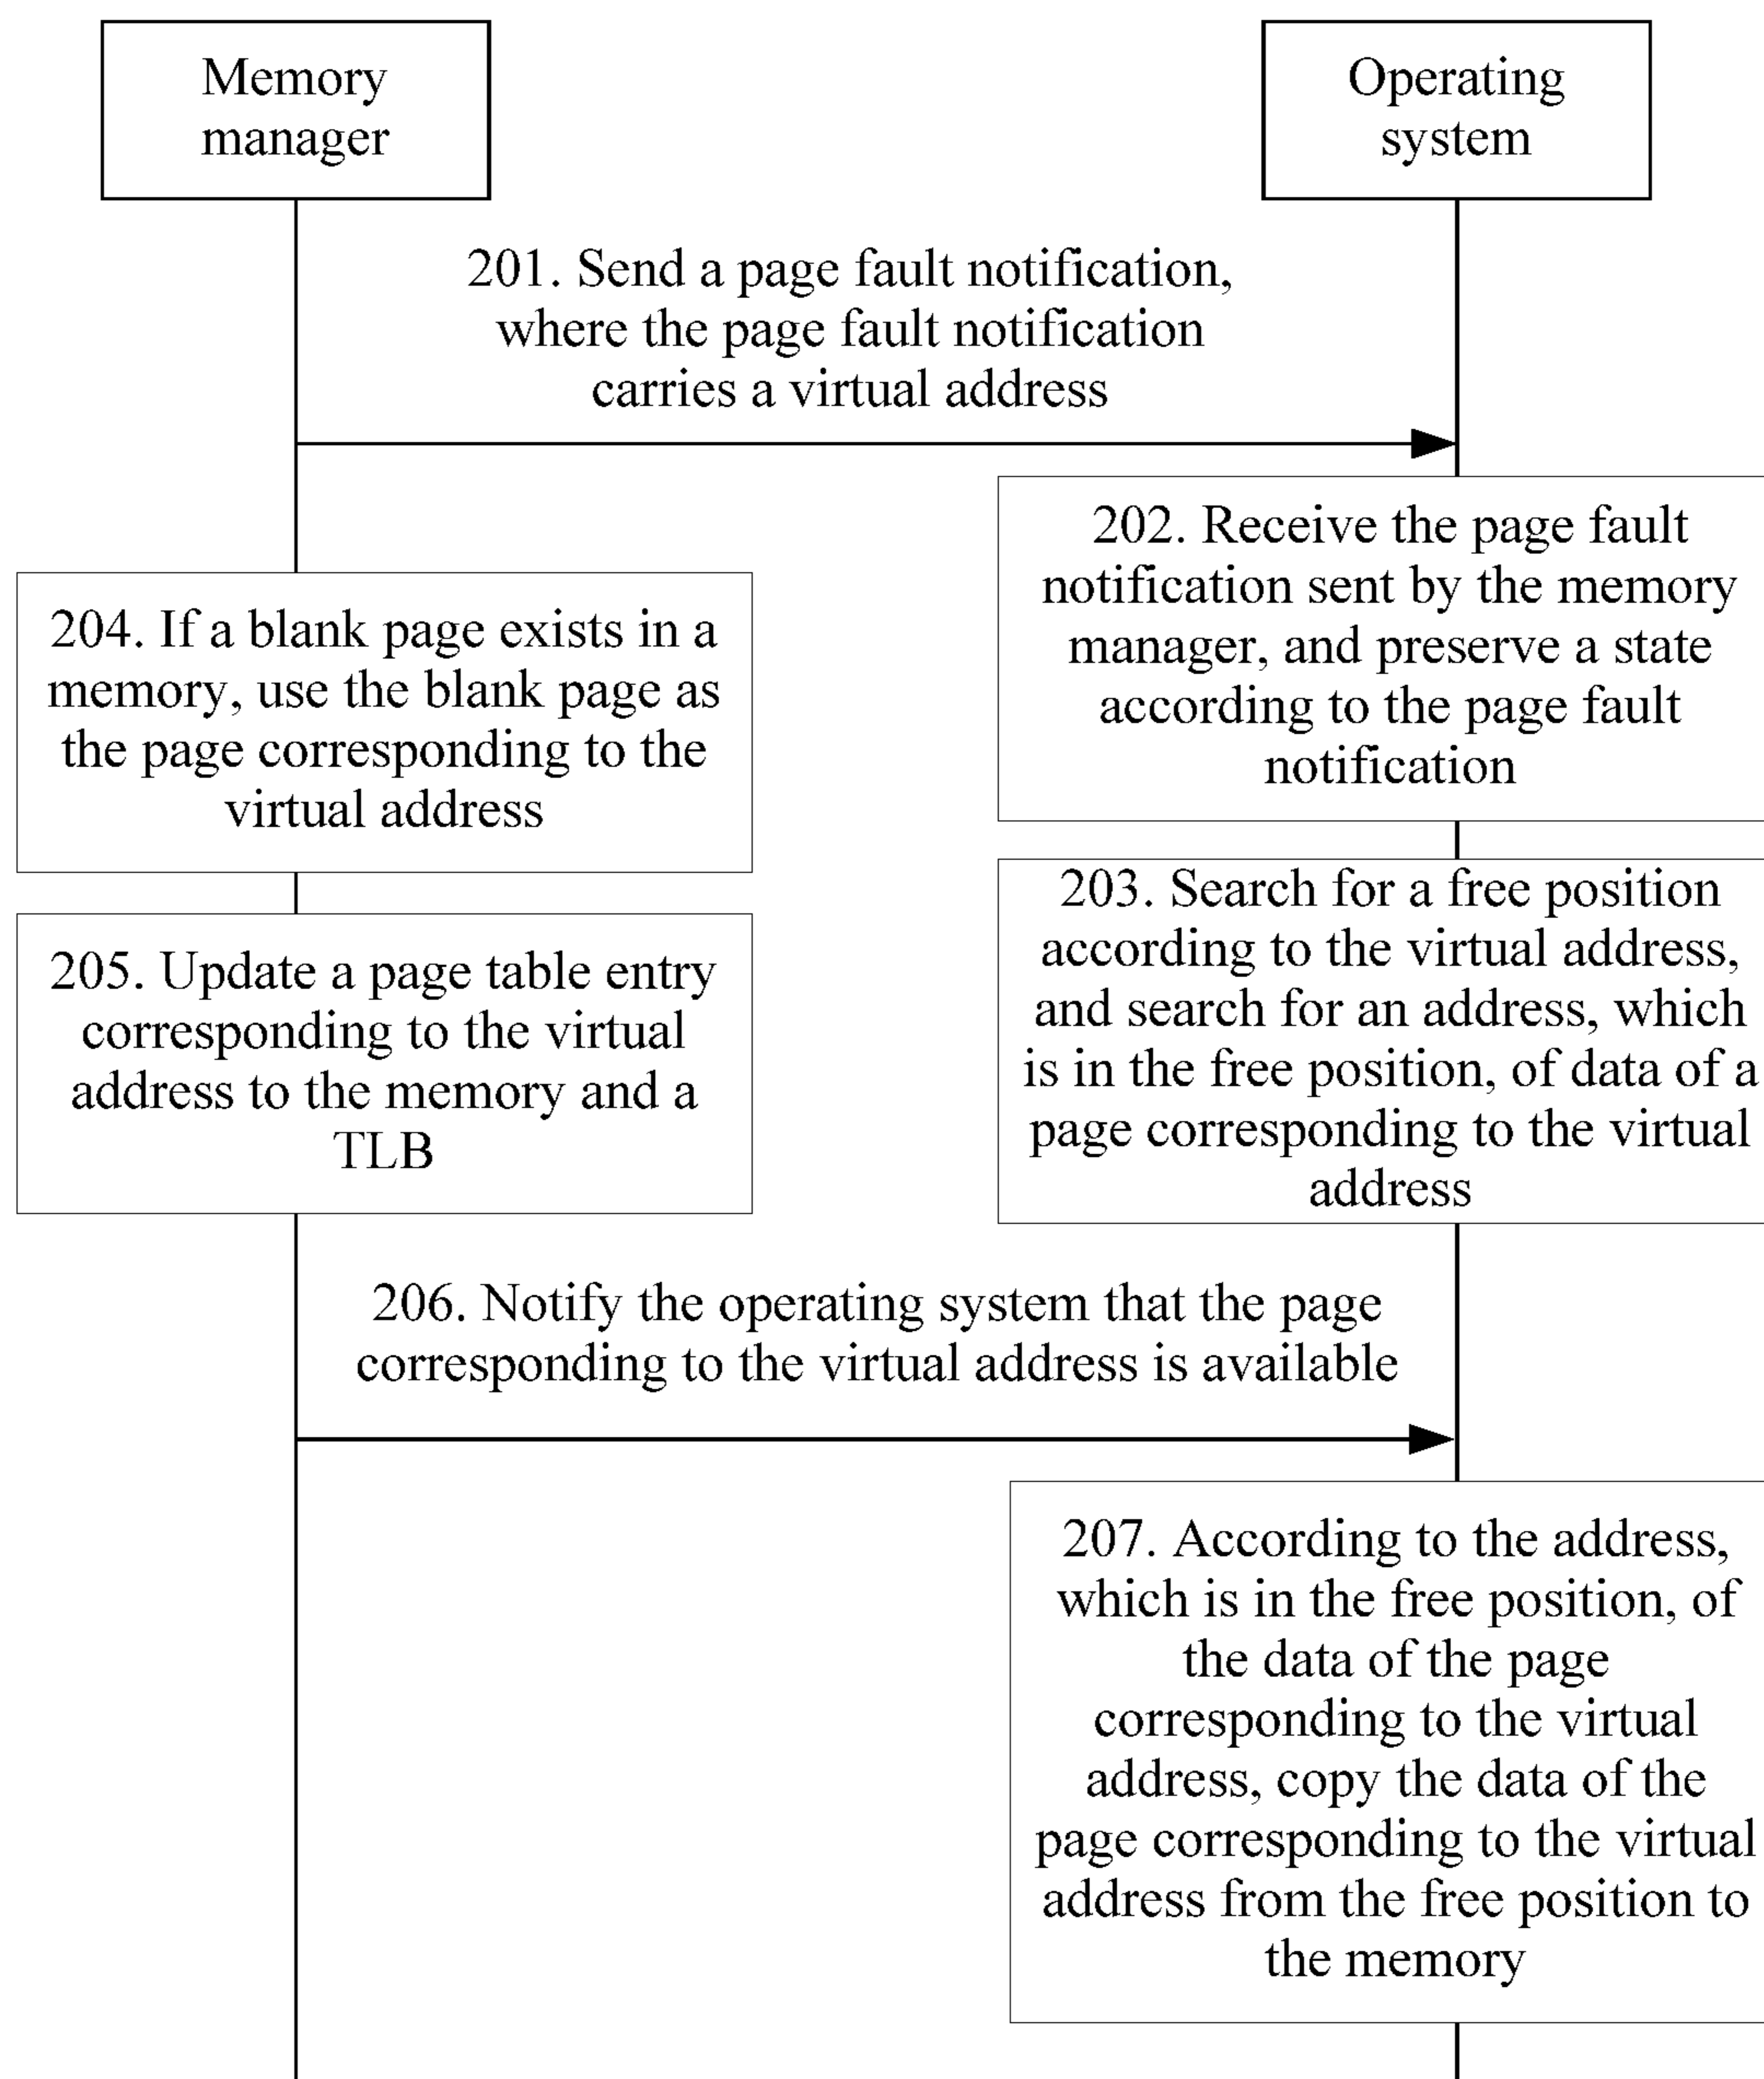 Memory
manager
Operating
system
201. Send a page fault notification,
where the page fault notification
carries a virtual address
202. Receive the page fault
notification sent by the memory
manager, and preserve a state
according to the page fault
notification
204. If a blank page exists in a
memory, use the blank page as
the page corresponding to the
virtual address
203. Search for a free position
according to the virtual address,
and search for an address, which
is in the free position, of data of a
page corresponding to the virtual
address
205. Update a page table entry
corresponding to the virtual
address to the memory and a
TLB
206. Notify the operating system that the page
corresponding to the virtual address is available
207. According to the address,
which is in the free position, of
the data of the page
corresponding to the virtual
address, copy the data of the
page corresponding to the virtual
address from the free position to
the memory